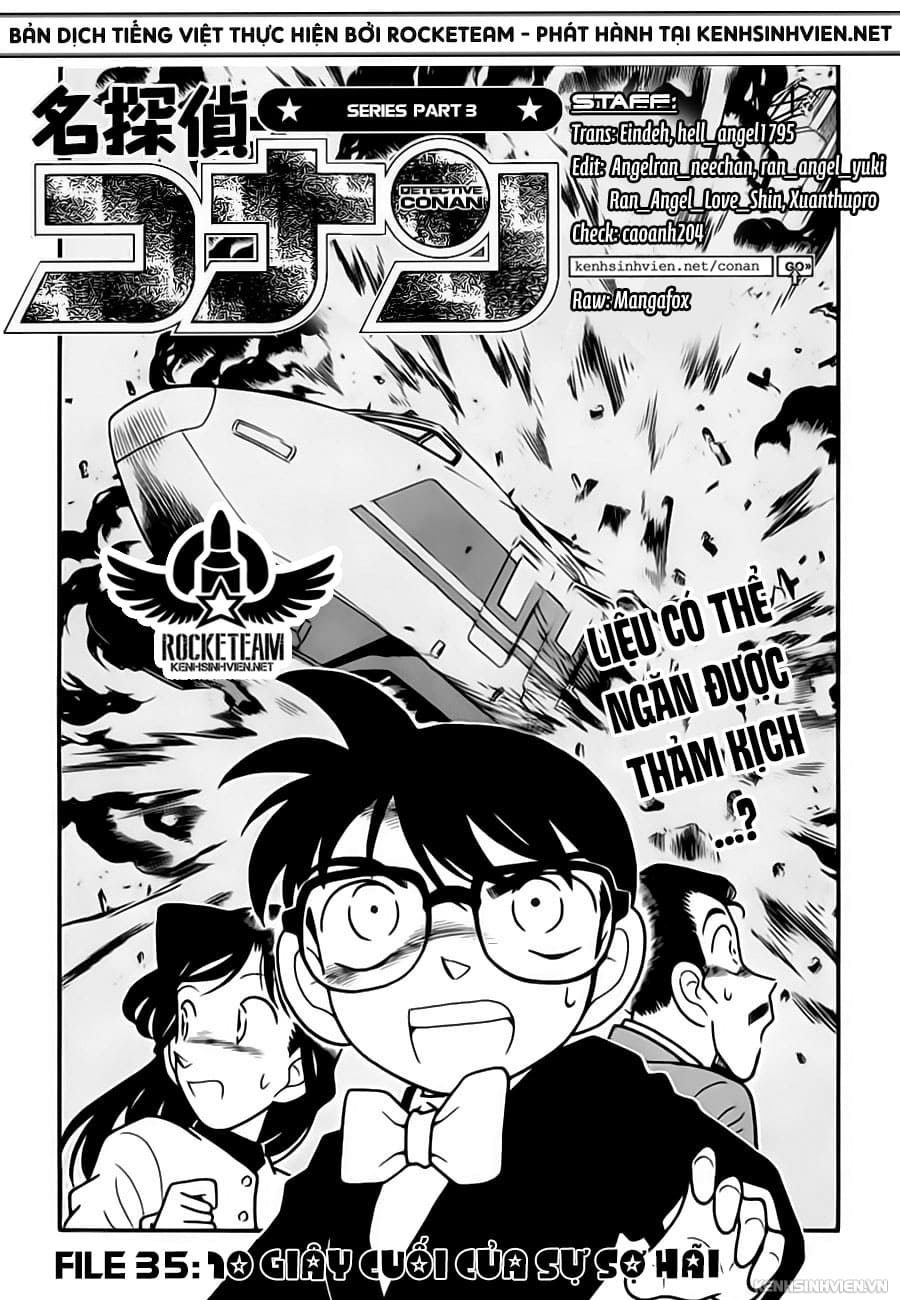 BẢN DỊCH TIẾNG VIỆT THỰC HIỆN BỞI ROCKETEAM - PHÁT HÀNH TẠI KENHSINHVIEN.NET
名探偵
SERIES PART 3
コナン
DETECTIVE
CONAN
STAFF:
Trans: Eindeh, hell_angel1795
Edit: Angelran_neechan, ran_angel_yuki
Ran_Angel_Love_Shin, Xuanthupro
Check: caoanh204
kenhsinhvien.net/conan GO»
Raw: Mangafox
ROCKETEAM
KENHSINHVIEN.NET
LIỆU CÓ THỂ
NGĂN ĐƯỢC
THẢM KỊCH
...?
FILE 35: 10 GIÂY CUỐI CỦA SỰ SỢ HÃI
KENHSINHVIEN.VN